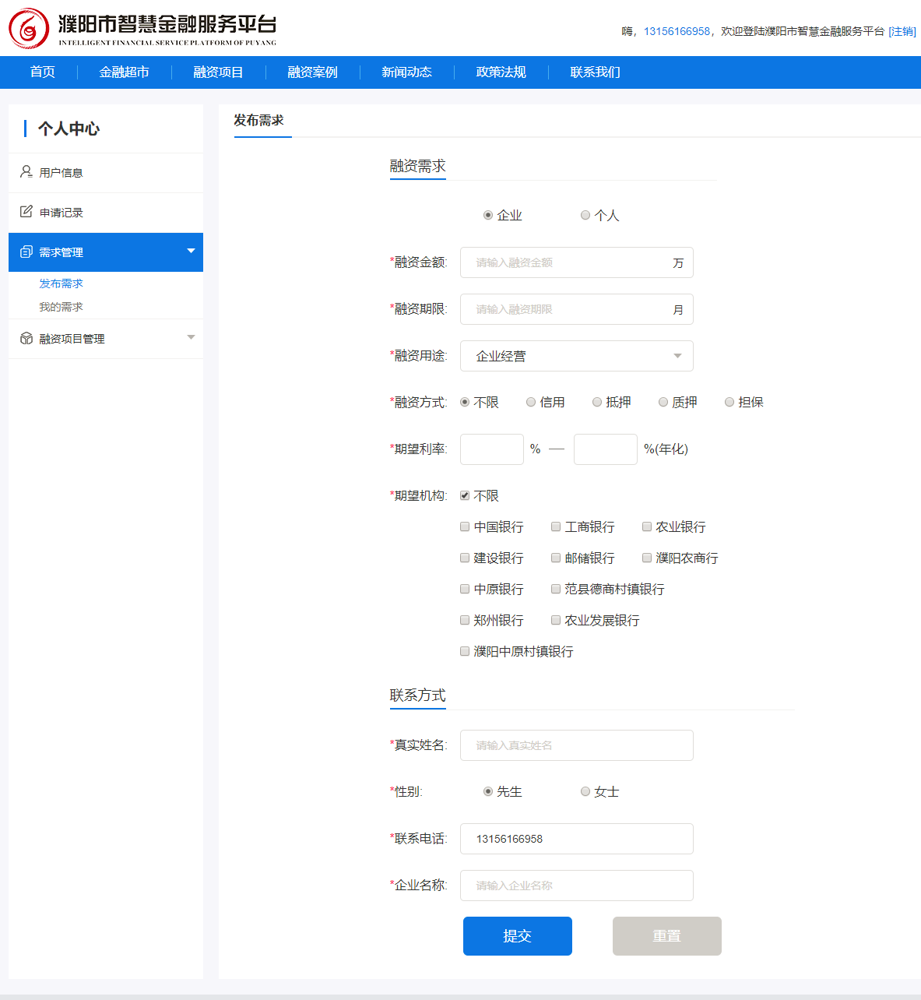 濮阳市智慧金融服务平台
INTELLIGENT FINANCIAL SERVICE PLATFORM OF PUYANG
嗨，13156166958，欢迎登陆濮阳市智慧金融服务平台 [注销]
首页 金融超市 融资项目 融资案例 新闻动态 政策法规 联系我们
个人中心
用户信息
申请记录
需求管理
发布需求
我的需求
融资项目管理
发布需求
融资需求
企业 个人
*融资金额: 请输入融资金额 万
*融资期限: 请输入融资期限 月
*融资用途: 企业经营
*融资方式: 不限 信用 抵押 质押 担保
*期望利率: % — %(年化)
*期望机构: 不限
中国银行 工商银行 农业银行
建设银行 邮储银行 濮阳农商行
中原银行 范县德商村镇银行
郑州银行 农业发展银行
濮阳中原村镇银行
联系方式
*真实姓名: 请输入真实姓名
*性别: 先生 女士
*联系电话: 13156166958
*企业名称: 请输入企业名称
提交 重置